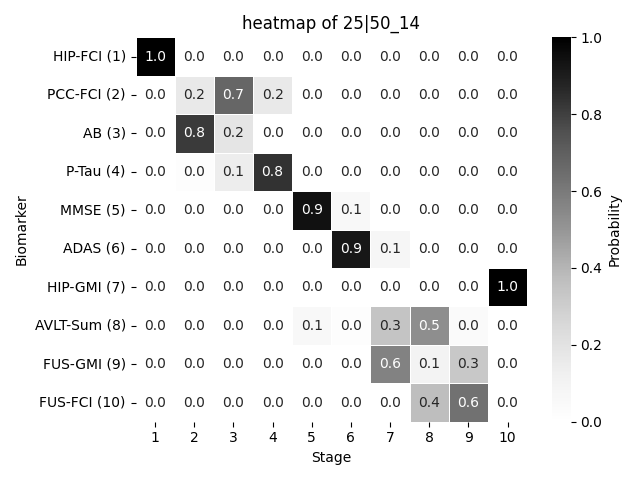 heatmap of 25|50_14
HIP-FCI (1) 1.0 0.0 0.0 0.0 0.0 0.0 0.0 0.0 0.0 0.0
PCC-FCI (2) 0.0 0.2 0.7 0.2 0.0 0.0 0.0 0.0 0.0 0.0
AB (3) 0.0 0.8 0.2 0.0 0.0 0.0 0.0 0.0 0.0 0.0
P-Tau (4) 0.0 0.0 0.1 0.8 0.0 0.0 0.0 0.0 0.0 0.0
MMSE (5) 0.0 0.0 0.0 0.0 0.9 0.1 0.0 0.0 0.0 0.0
ADAS (6) 0.0 0.0 0.0 0.0 0.0 0.9 0.1 0.0 0.0 0.0
HIP-GMI (7) 0.0 0.0 0.0 0.0 0.0 0.0 0.0 0.0 0.0 1.0
AVLT-Sum (8) 0.0 0.0 0.0 0.0 0.1 0.0 0.3 0.5 0.0 0.0
FUS-GMI (9) 0.0 0.0 0.0 0.0 0.0 0.0 0.6 0.1 0.3 0.0
FUS-FCI (10) 0.0 0.0 0.0 0.0 0.0 0.0 0.0 0.4 0.6 0.0
1 2 3 4 5 6 7 8 9 10
Stage
Biomarker
1.0
0.8
0.6
0.4
0.2
0.0
Probability